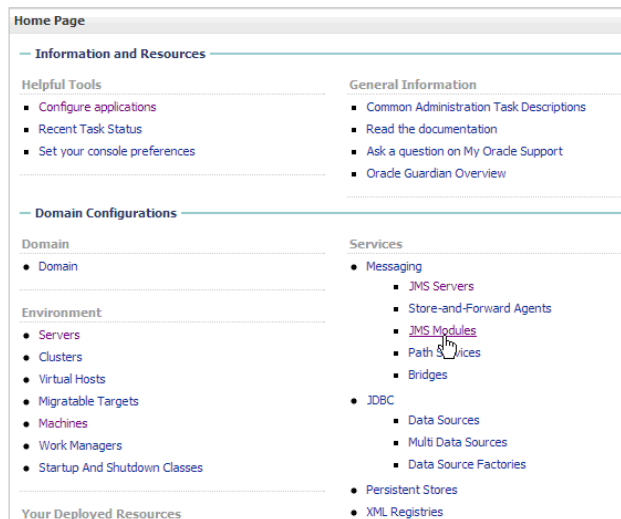 Home Page
Information and Resources
Helpful Tools
Configure applications
Recent Task Status
Set your console preferences
General Information
Common Administration Task Descriptions
Read the documentation
Ask a question on My Oracle Support
Oracle Guardian Overview
Domain Configurations
Domain
Domain
Environment
Servers
Clusters
Virtual Hosts
Migratable Targets
Machines
Work Managers
Startup And Shutdown Classes
Your Deployed Resources
Services
Messaging
JMS Servers
Store-and-Forward Agents
JMS Modules
Path Services
Bridges
JDBC
Data Sources
Multi Data Sources
Data Source Factories
Persistent Stores
XML Registries